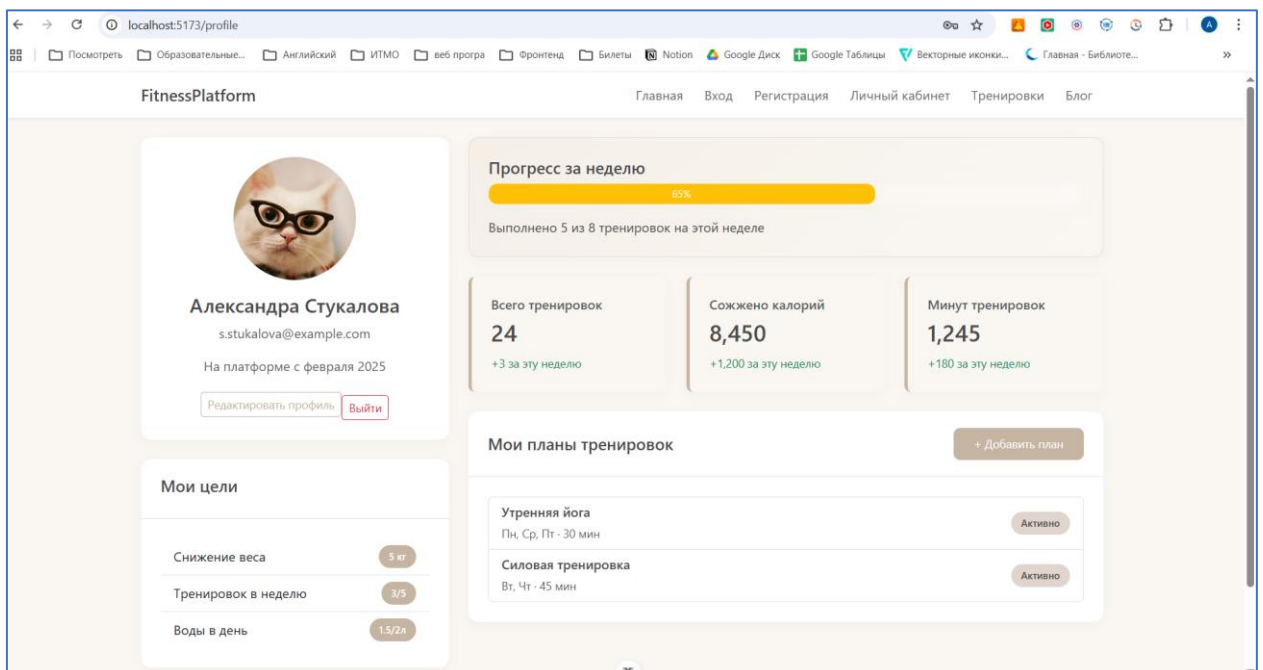 localhost:5173/profile
Посмотреть Образовательные... Английский ИТМО веб програ Фронтенд Билеты Notion Google Диск Google Таблицы Векторные иконки... Главная - Библиоте... »
FitnessPlatform Главная Вход Регистрация Личный кабинет Тренировки Блог
Александра Стукалова
s.stukalova@example.com
На платформе с февраля 2025
Редактировать профиль Выйти
Мои цели
Снижение веса 5 кг
Тренировок в неделю 3/5
Воды в день 1.5/2л
Прогресс за неделю
65%
Выполнено 5 из 8 тренировок на этой неделе
Всего тренировок
24
+3 за эту неделю
Сожжено калорий
8,450
+1,200 за эту неделю
Минут тренировок
1,245
+180 за эту неделю
Мои планы тренировок + Добавить план
Утренняя йога
Пн, Ср, Пт · 30 мин
Активно
Силовая тренировка
Вт, Чт · 45 мин
Активно